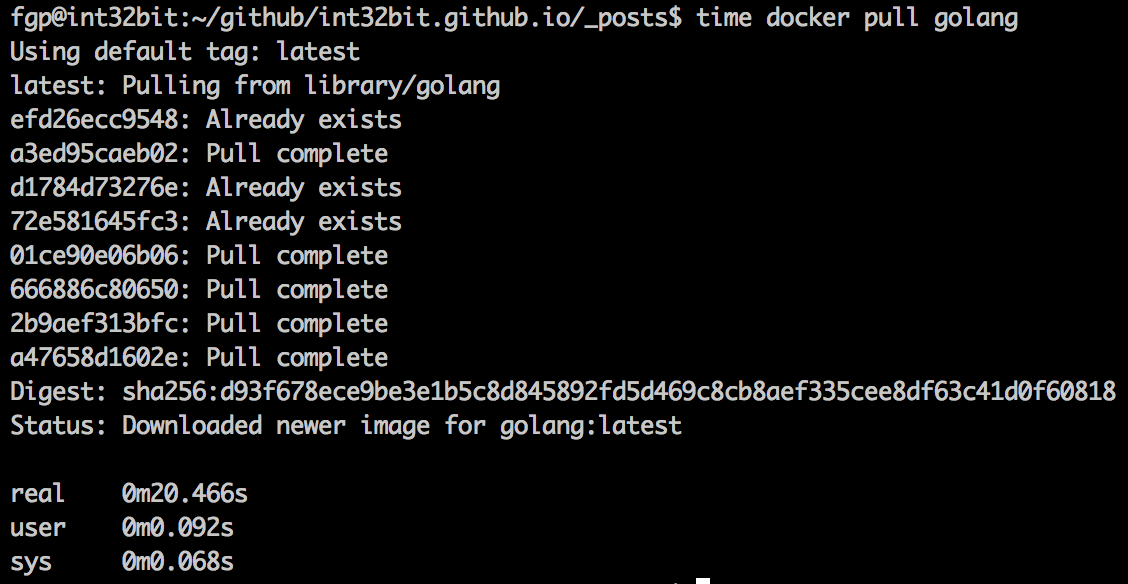 fgp@int32bit:~/github/int32bit.github.io/_posts$ time docker pull golang
Using default tag: latest
latest: Pulling from library/golang
efd26ecc9548: Already exists
a3ed95caeb02: Pull complete
d1784d73276e: Already exists
72e581645fc3: Already exists
01ce90e06b06: Pull complete
666886c80650: Pull complete
2b9aef313bfc: Pull complete
a47658d1602e: Pull complete
Digest: sha256:d93f678ece9be3e1b5c8d845892fd5d469c8cb8aef335cee8df63c41d0f60818
Status: Downloaded newer image for golang:latest
real 0m20.466s
user 0m0.092s
sys 0m0.068s